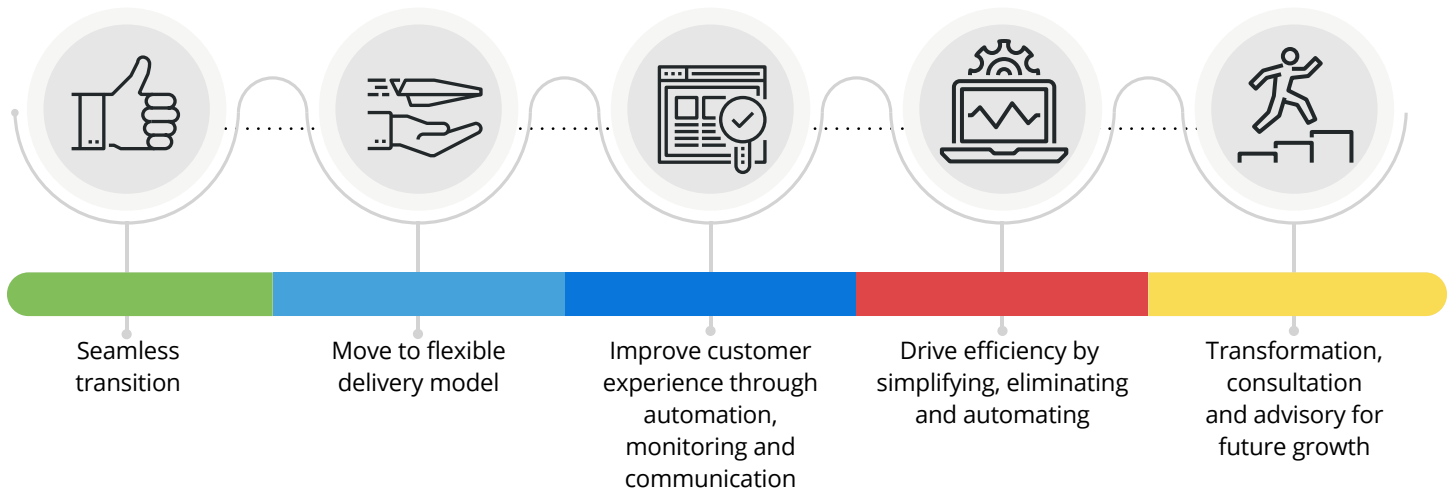 Seamless
transition
Move to flexible
delivery model
Improve customer
experience through
automation,
monitoring and
communication
Drive efficiency by
simplifying, eliminating
and automating
Transformation,
consultation
and advisory for
future growth